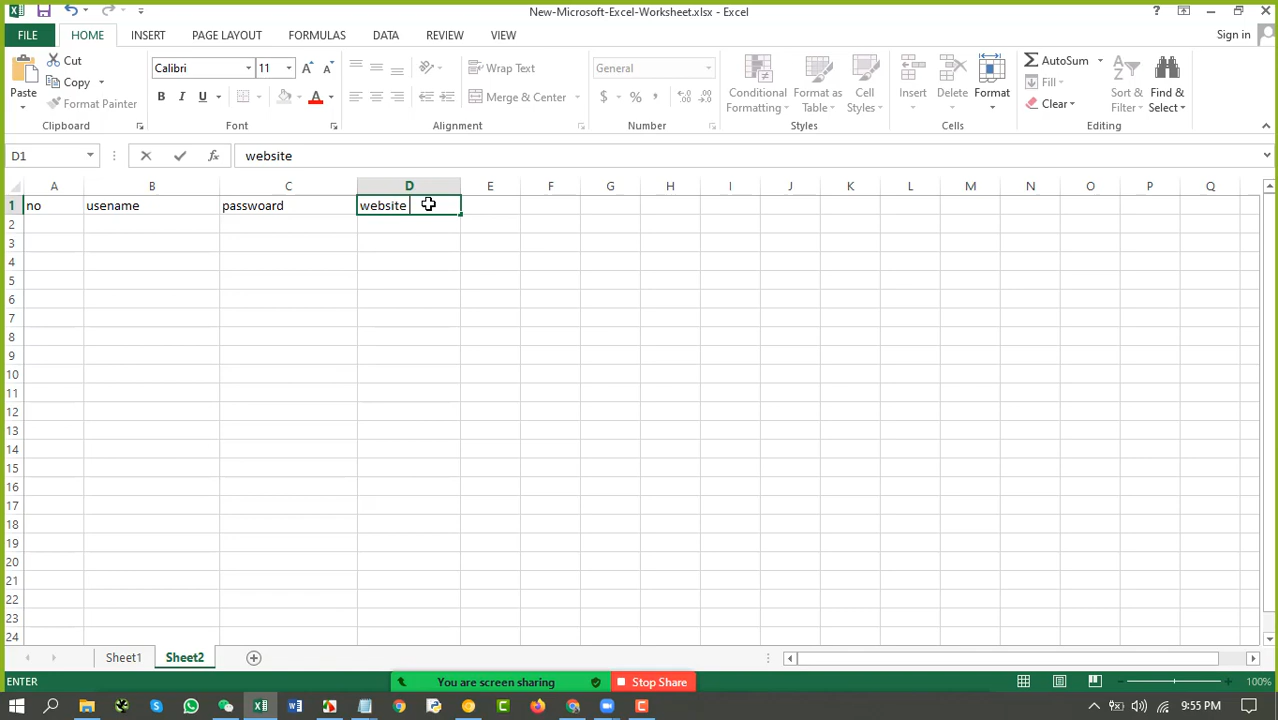 New-Microsoft-Excel-Worksheet.xlsx - Excel
?
FILE HOME INSERT PAGE LAYOUT FORMULAS DATA REVIEW VIEW Sign in
Paste Cut Copy Format Painter
Clipboard
Calibri 11 A A
B I U A
Font
Wrap Text
Merge & Center
Alignment
General
$ % ,
Number
Conditional Formatting Format as Table Cell Styles
Styles
Insert Delete Format
Cells
AutoSum Fill Clear Sort & Filter Find & Select
Editing
D1 fx website
A B C D E F G H I J K L M N O P Q
1 no usename passwoard website
2
3
4
5
6
7
8
9
10
11
12
13
14
15
16
17
18
19
20
21
22
23
24
Sheet1 Sheet2
ENTER You are screen sharing Stop Share 100%
9:55 PM